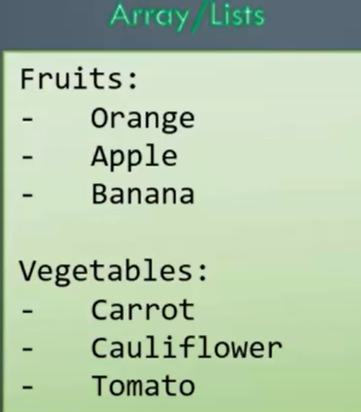 Array/Lists
Fruits:
-    Orange
-    Apple
-    Banana
Vegetables:
-    Carrot
-    Cauliflower
-    Tomato